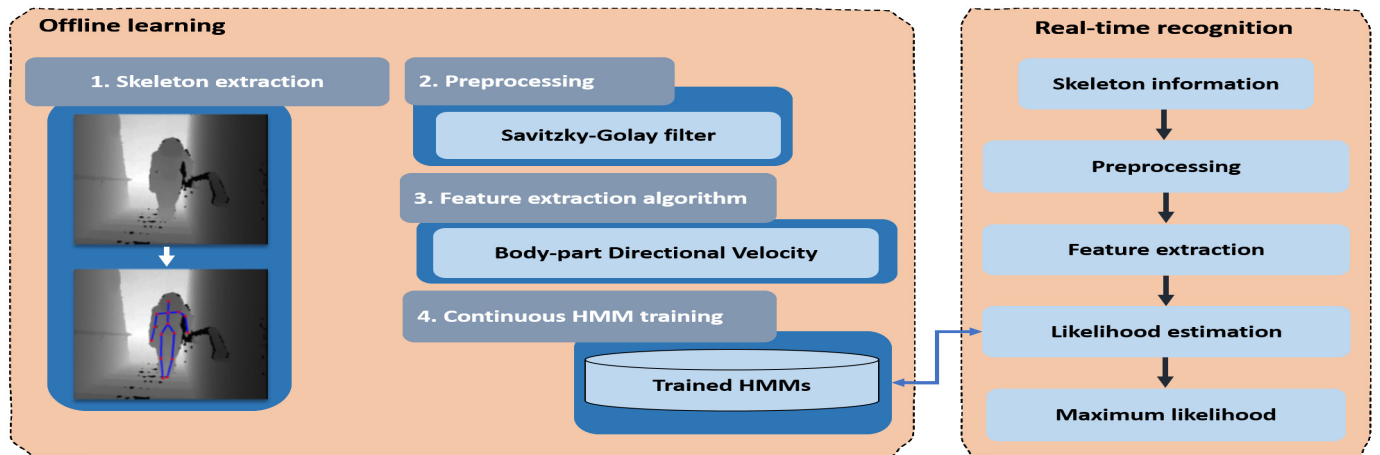 Offline learning
1. Skeleton extraction
2. Preprocessing
Savitzky-Golay filter
3. Feature extraction algorithm
Body-part Directional Velocity
4. Continuous HMM training
Trained HMMs
Real-time recognition
Skeleton information
Preprocessing
Feature extraction
Likelihood estimation
Maximum likelihood